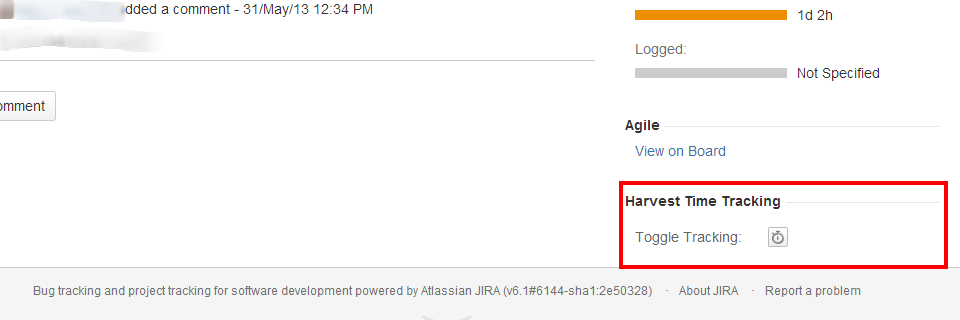 dded a comment - 31/May/13 12:34 PM
omment
1d 2h
Logged:
Not Specified
Agile
View on Board
Harvest Time Tracking
Toggle Tracking:
Bug tracking and project tracking for software development powered by Atlassian JIRA (v6.1#6144-sha1:2e50328) · About JIRA · Report a problem